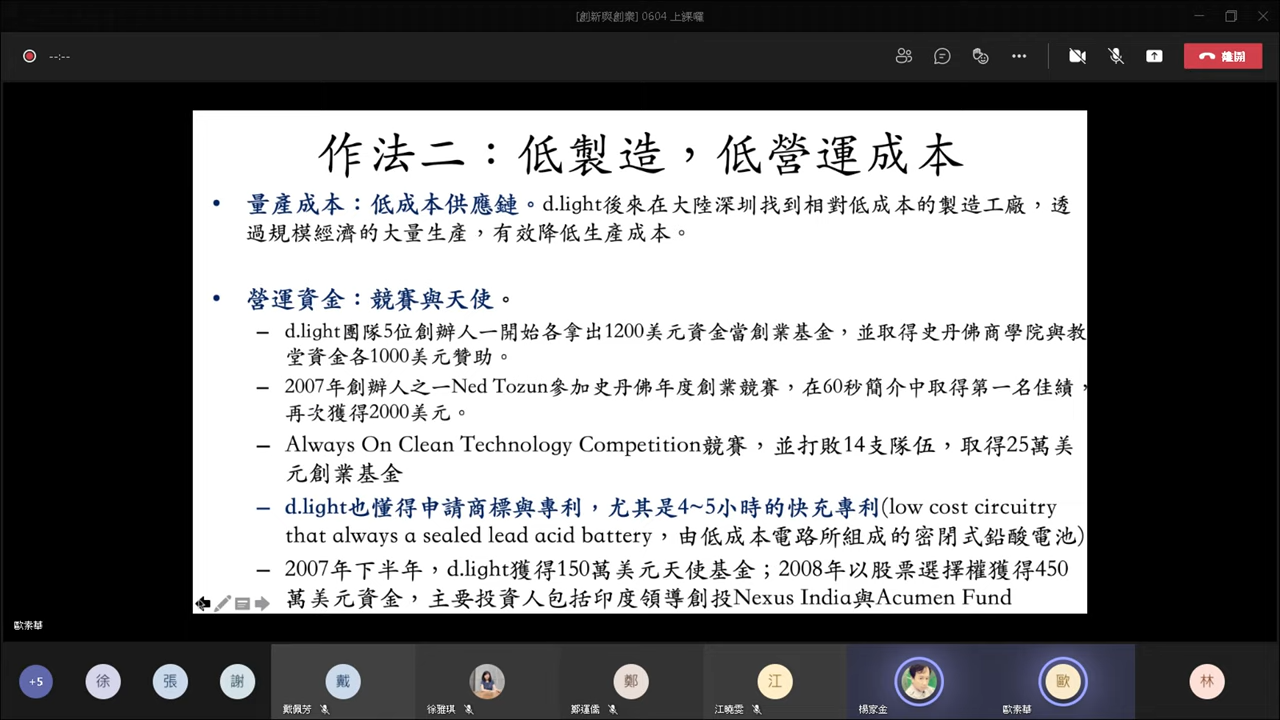 [創新與創業] 0604 上課囉
--:--
離開
作法二：低製造，低營運成本
• 量產成本：低成本供應鏈。d.light後來在大陸深圳找到相對低成本的製造工廠，透
過規模經濟的大量生產，有效降低生產成本。
• 營運資金：競賽與天使。
– d.light團隊5位創辦人一開始各拿出1200美元資金當創業基金，並取得史丹佛商學院與教
堂資金各1000美元贊助。
– 2007年創辦人之一Ned Tozun參加史丹佛年度創業競賽，在60秒簡介中取得第一名佳績，
再次獲得2000美元。
– Always On Clean Technology Competition競賽，並打敗14支隊伍，取得25萬美
元創業基金
– d.light也懂得申請商標與專利，尤其是4~5小時的快充專利(low cost circuitry
that always a sealed lead acid battery，由低成本電路所組成的密閉式鉛酸電池)
– 2007年下半年，d.light獲得150萬美元天使基金；2008年以股票選擇權獲得450
萬美元資金，主要投資人包括印度領導創投Nexus India與Acumen Fund
歐素華
+5
徐
張
謝
戴
鄭
江
歐
林
戴佩芳
徐雅琪
鄭瑾儒
江曉雯
楊家金
歐素華